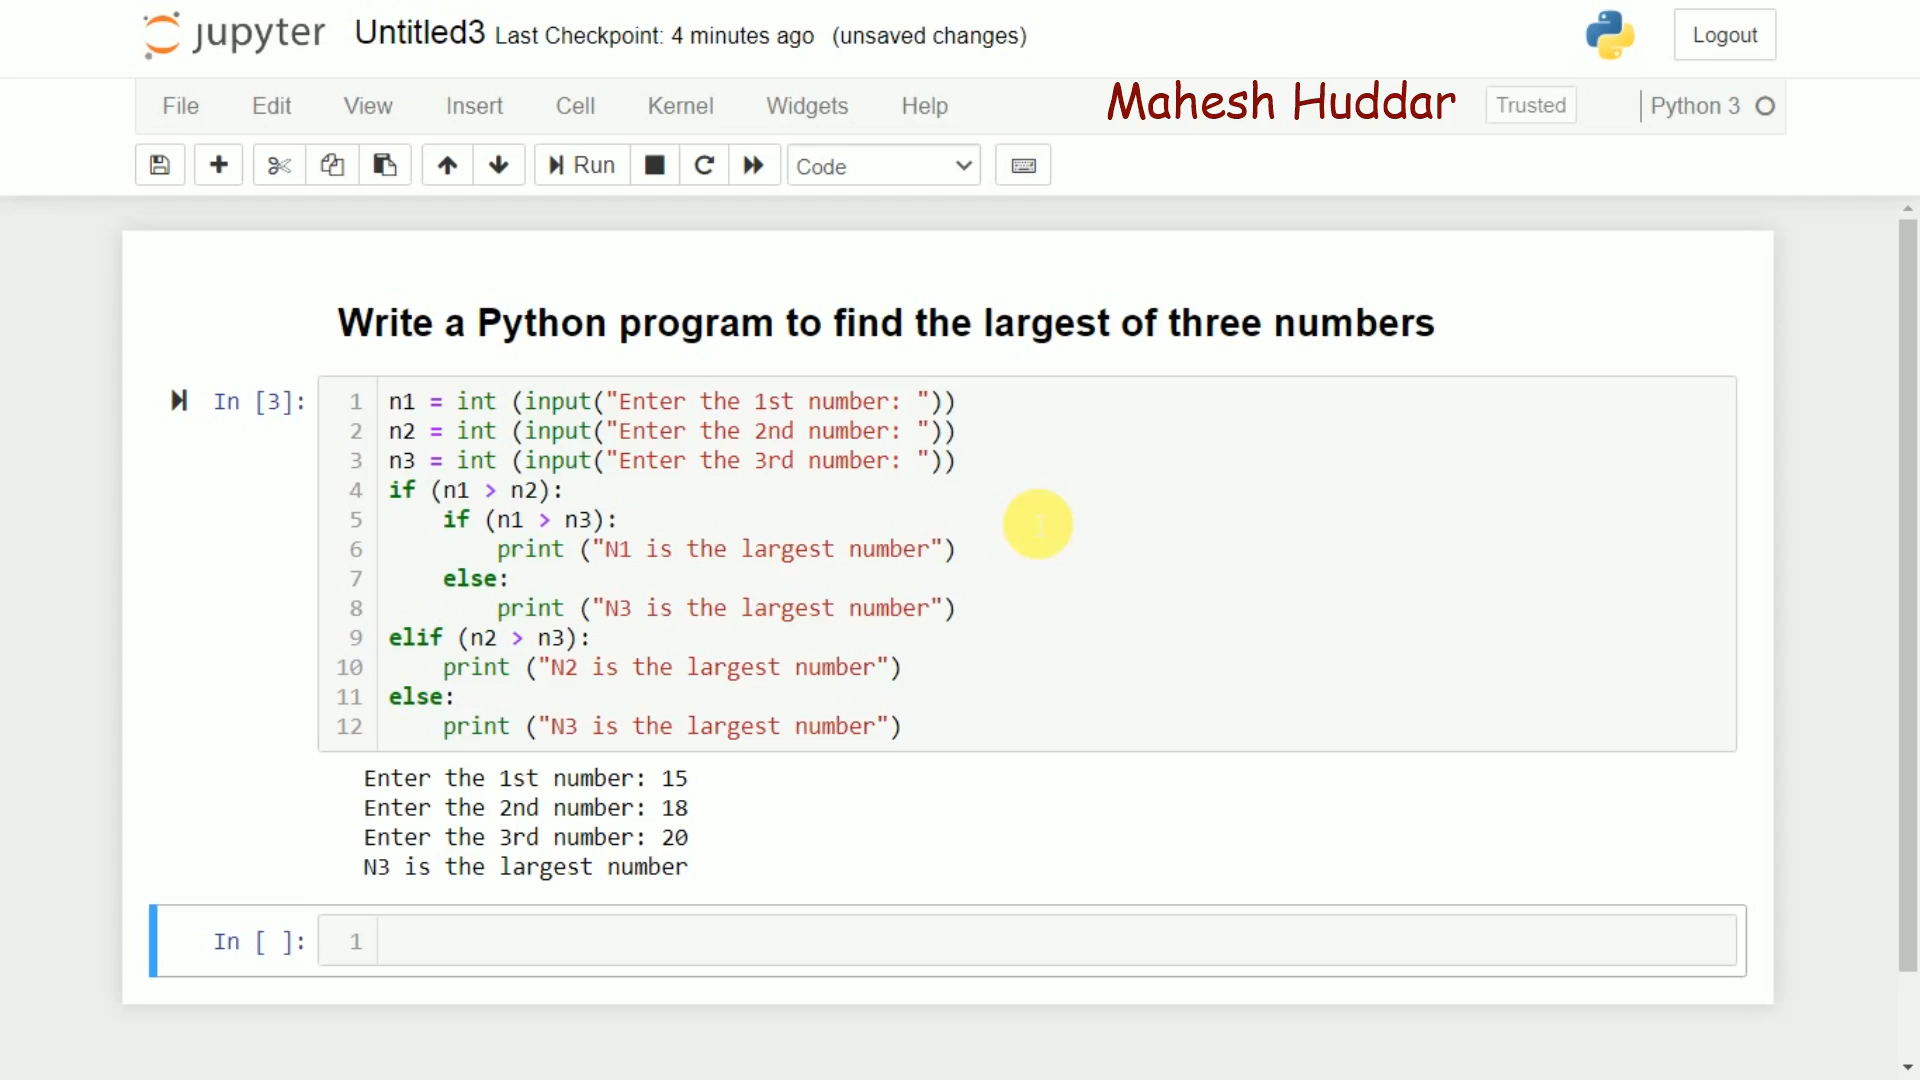 jupyter Untitled3 Last Checkpoint: 4 minutes ago (unsaved changes) Logout
File Edit View Insert Cell Kernel Widgets Help Mahesh Huddar Trusted Python 3
Run Code
Write a Python program to find the largest of three numbers
In [3]:
1 n1 = int (input("Enter the 1st number: "))
2 n2 = int (input("Enter the 2nd number: "))
3 n3 = int (input("Enter the 3rd number: "))
4 if (n1 > n2):
5     if (n1 > n3):
6         print ("N1 is the largest number")
7     else:
8         print ("N3 is the largest number")
9 elif (n2 > n3):
10     print ("N2 is the largest number")
11 else:
12     print ("N3 is the largest number")
Enter the 1st number: 15
Enter the 2nd number: 18
Enter the 3rd number: 20
N3 is the largest number
In [ ]: 1